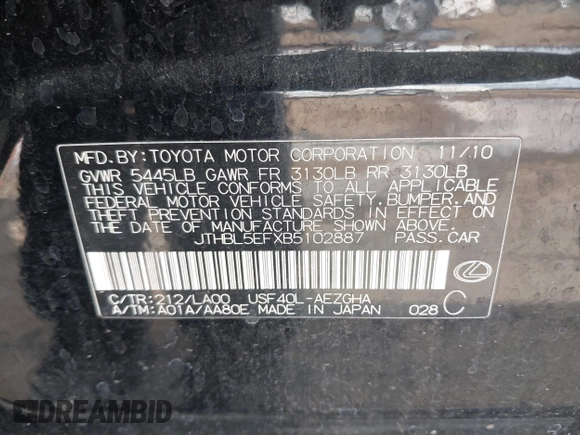 MFD. BY: TOYOTA MOTOR CORPORATION 11/10
GVWR 5445LB GAWR FR 3130LB RR 3130LB
THIS VEHICLE CONFORMS TO ALL APPLICABLE
FEDERAL MOTOR VEHICLE SAFETY, BUMPER, AND
THEFT PREVENTION STANDARDS IN EFFECT ON
THE DATE OF MANUFACTURE SHOWN ABOVE.
JTHBL5EFXB5102887 PASS. CAR
C/TR: 212/LA00 USF40L-AEZGHA
A/TM: A01A/AA80E MADE IN JAPAN 028 C
DREAMBID